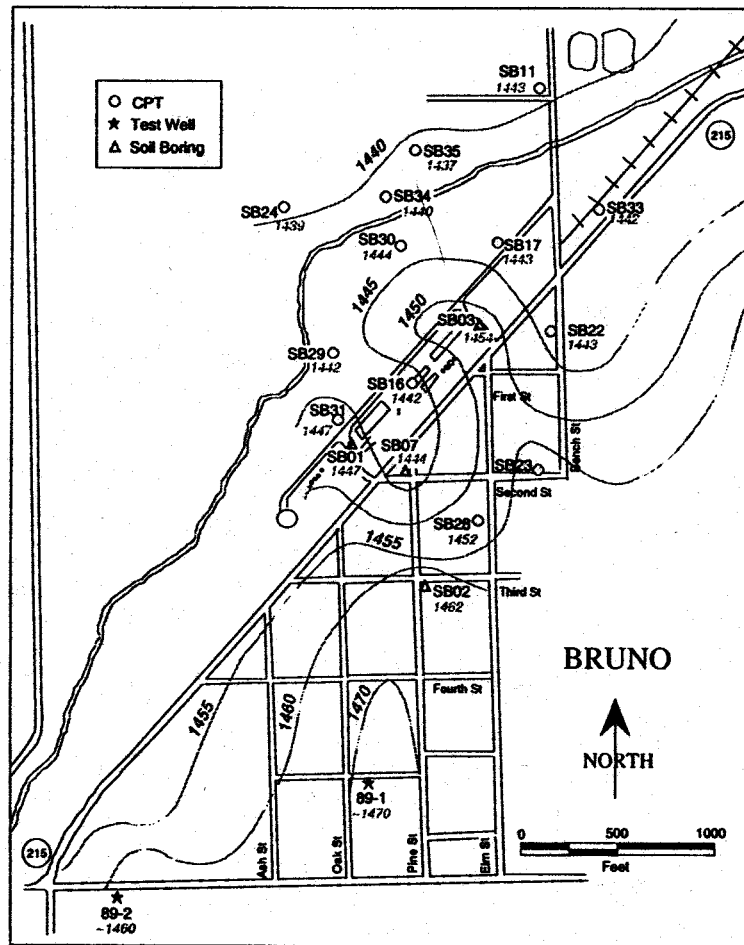 SB11
1443
CPT
Test Well
Soil Boring
215
1440
SB35
1437
SB34
1440
SB24
1439
SB33
1442
SB30
1444
SB17
1443
1445
1450
SB03
1454
SB22
1443
SB29
1442
SB16
1442
First St
SB31
1447
Bench St
SB07
1444
SB01
1447
SB23
Second St
SB28
1452
1455
SB02
1462
Third St
BRUNO
Fourth St
1455
1460
1470
NORTH
89-1
~1470
0 500 1000
Feet
215
Ash St
Oak St
Pine St
Elm St
89-2
~1460